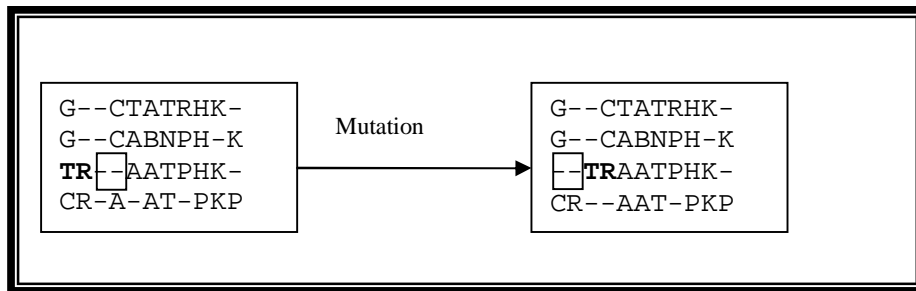 G--CTATRHK-
G--CABNPH-K
TR--AATPHK-
CR-A-AT-PKP
Mutation
G--CTATRHK-
G--CABNPH-K
--TRAATPHK-
CR--AAT-PKP